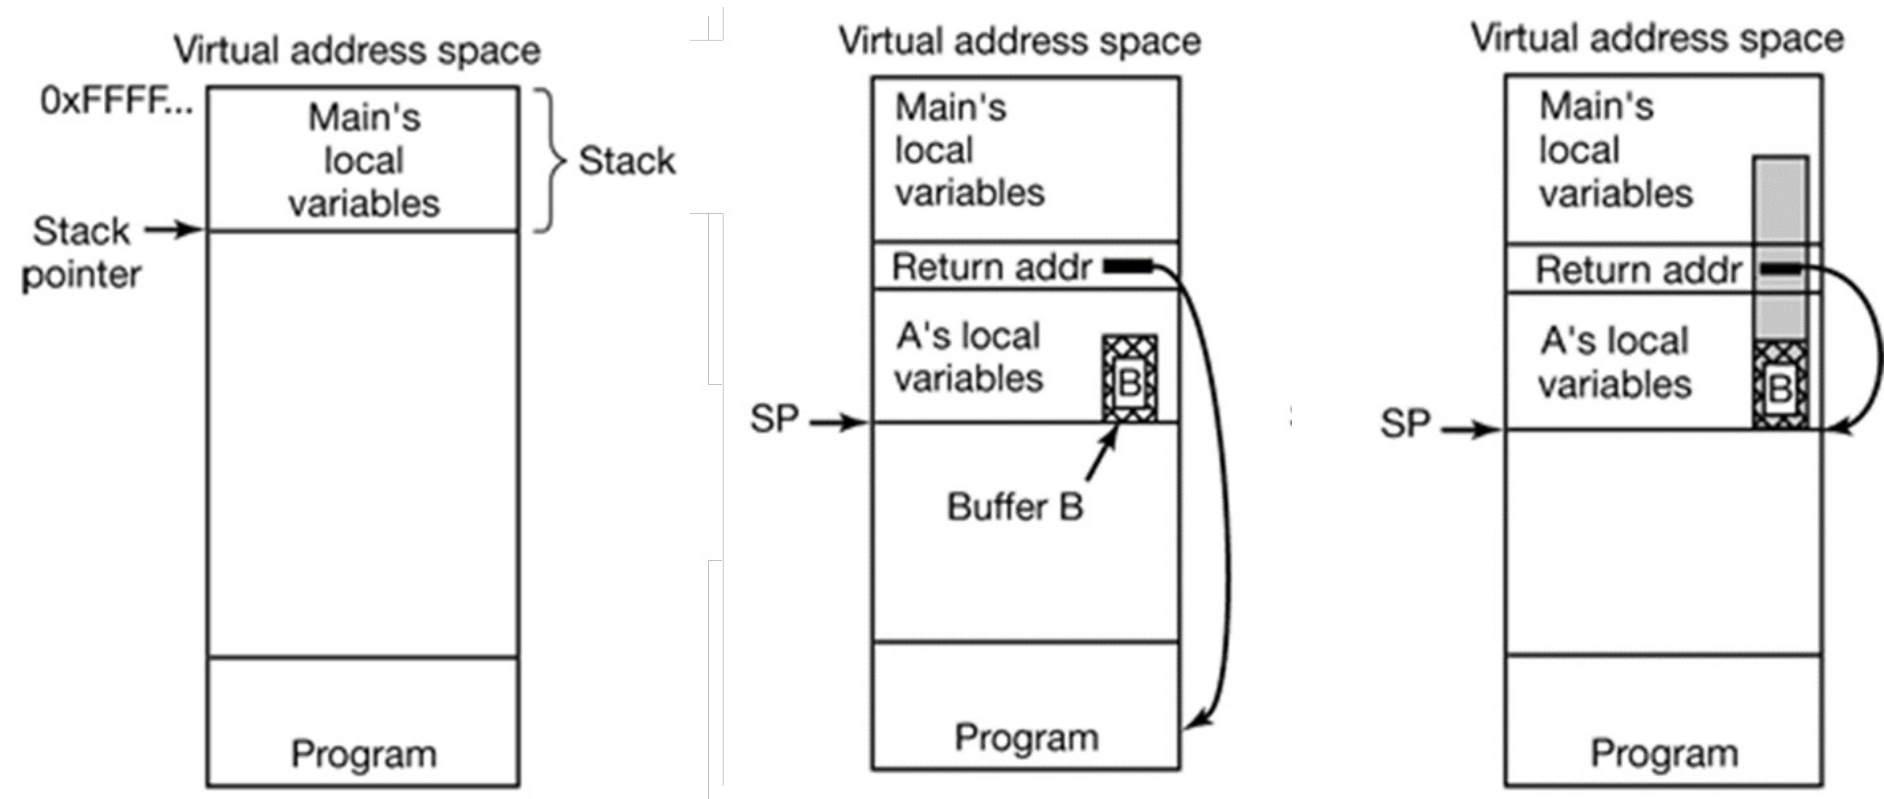 Virtual address space
0xFFFF...
Main's
local
variables
Stack
Stack
pointer
Program
Virtual address space
Main's
local
variables
Return addr
A's local
variables
B
SP
Buffer B
Program
Virtual address space
Main's
local
variables
Return addr
A's local
variables
B
SP
Program